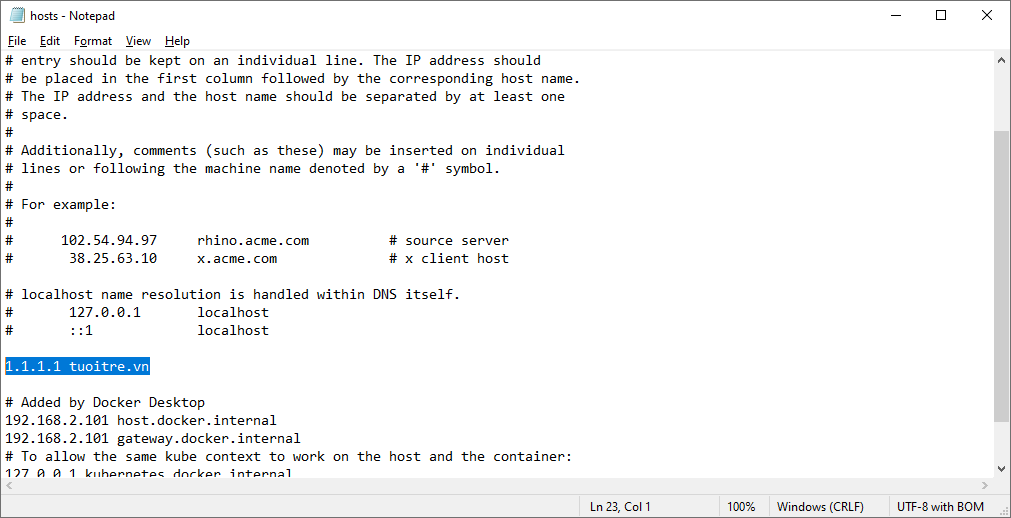 hosts - Notepad
File Edit Format View Help
# entry should be kept on an individual line. The IP address should
# be placed in the first column followed by the corresponding host name.
# The IP address and the host name should be separated by at least one
# space.
#
# Additionally, comments (such as these) may be inserted on individual
# lines or following the machine name denoted by a '#' symbol.
#
# For example:
#
#      102.54.94.97     rhino.acme.com          # source server
#       38.25.63.10     x.acme.com              # x client host
# localhost name resolution is handled within DNS itself.
#       127.0.0.1       localhost
#       ::1             localhost
1.1.1.1 tuoitre.vn
# Added by Docker Desktop
192.168.2.101 host.docker.internal
192.168.2.101 gateway.docker.internal
# To allow the same kube context to work on the host and the container:
127.0.0.1 kubernetes.docker.internal
Ln 23, Col 1 100% Windows (CRLF) UTF-8 with BOM